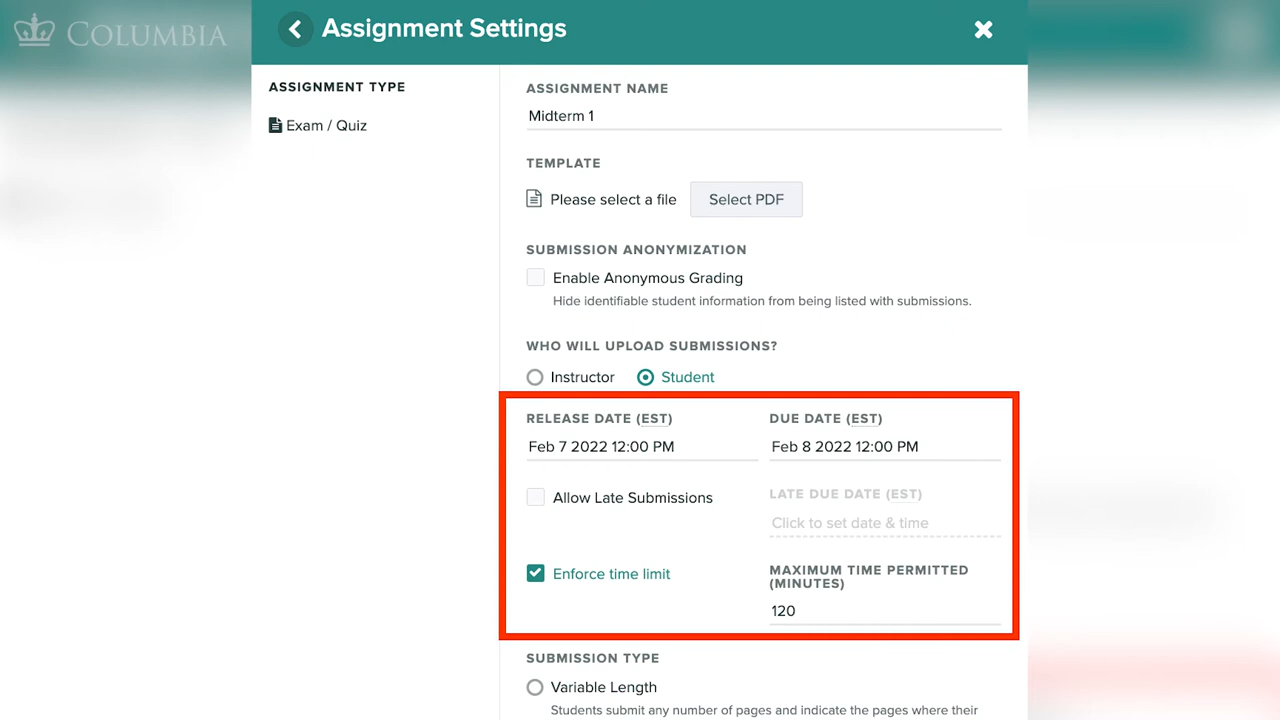 COLUMBIA
Assignment Settings
ASSIGNMENT TYPE
Exam / Quiz
ASSIGNMENT NAME
Midterm 1
TEMPLATE
Please select a file
Select PDF
SUBMISSION ANONYMIZATION
Enable Anonymous Grading
Hide identifiable student information from being listed with submissions.
WHO WILL UPLOAD SUBMISSIONS?
Instructor
Student
RELEASE DATE (EST)
DUE DATE (EST)
Feb 7 2022 12:00 PM
Feb 8 2022 12:00 PM
Allow Late Submissions
LATE DUE DATE (EST)
Click to set date & time
Enforce time limit
MAXIMUM TIME PERMITTED
(MINUTES)
120
SUBMISSION TYPE
Variable Length
Students submit any number of pages and indicate the pages where their